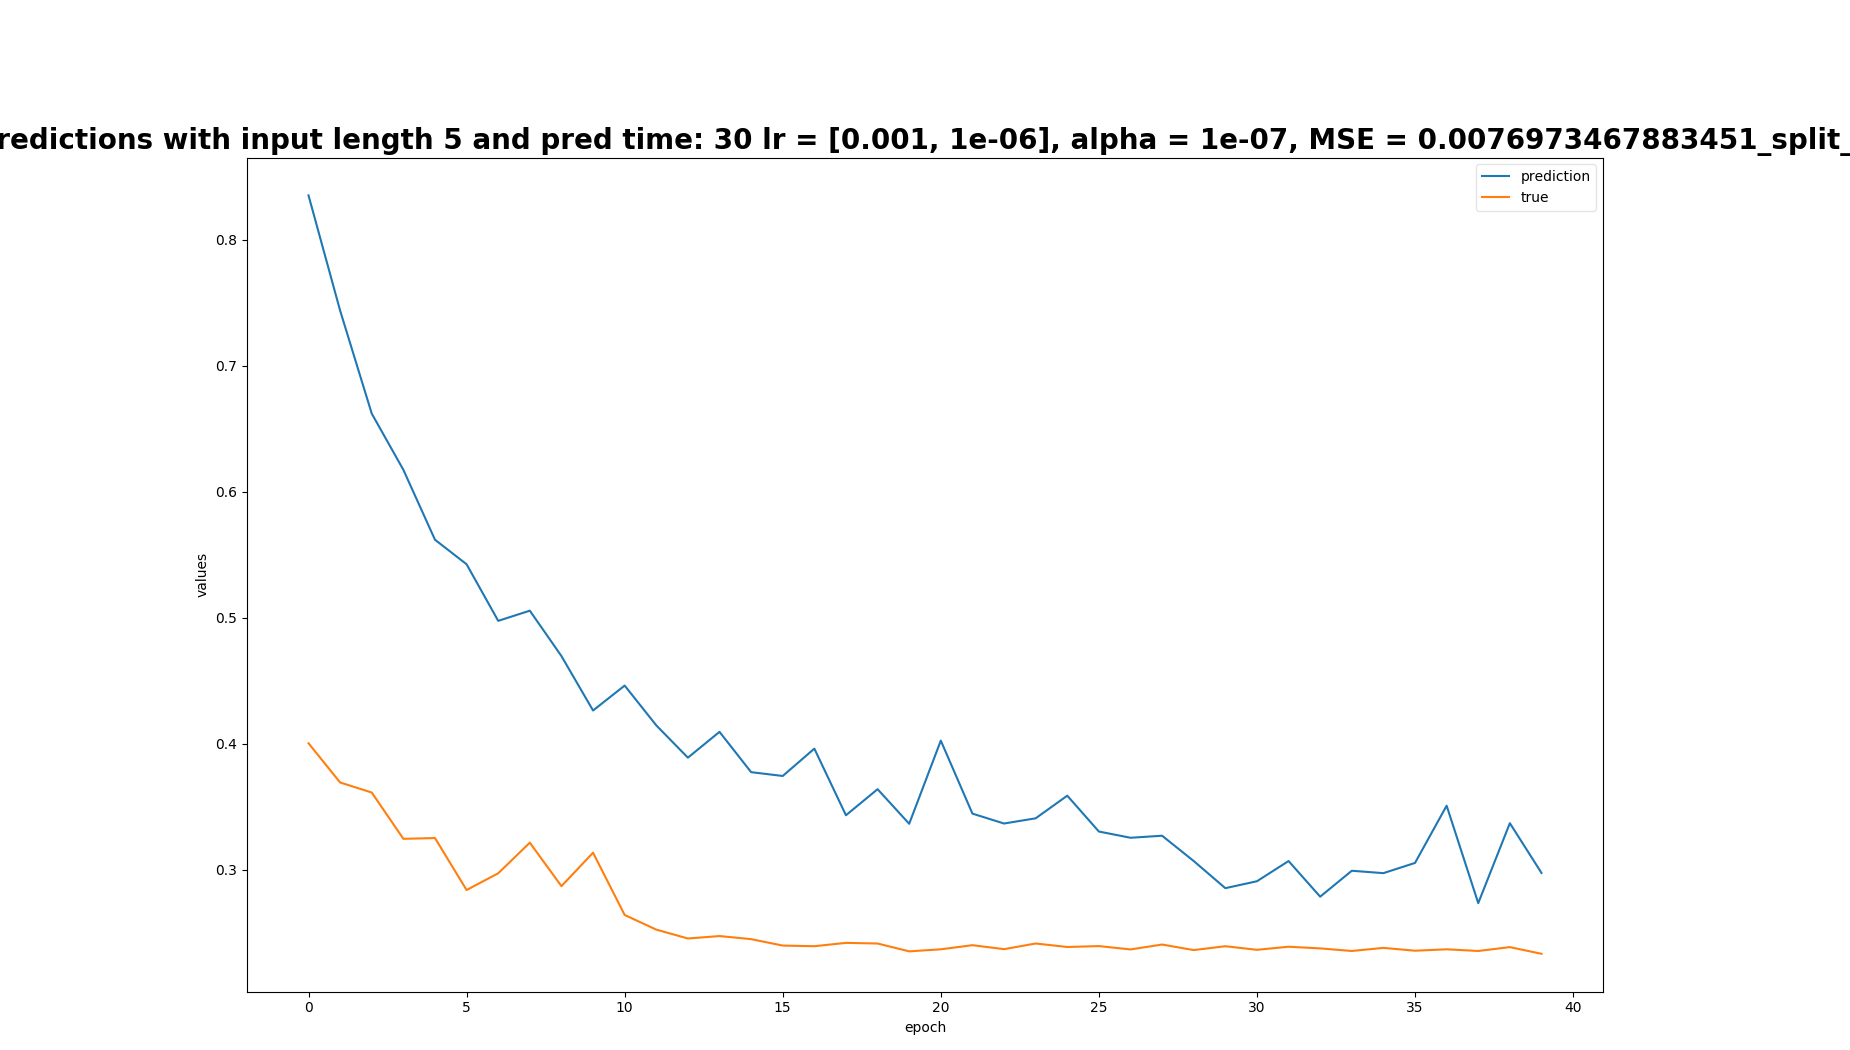 redictions with input length 5 and pred time: 30 lr = [0.001, 1e-06], alpha = 1e-07, MSE = 0.0076973467883451_split_
prediction
true
0.8
0.7
0.6
0.5
0.4
0.3
values
0 5 10 15 20 25 30 35 40
epoch